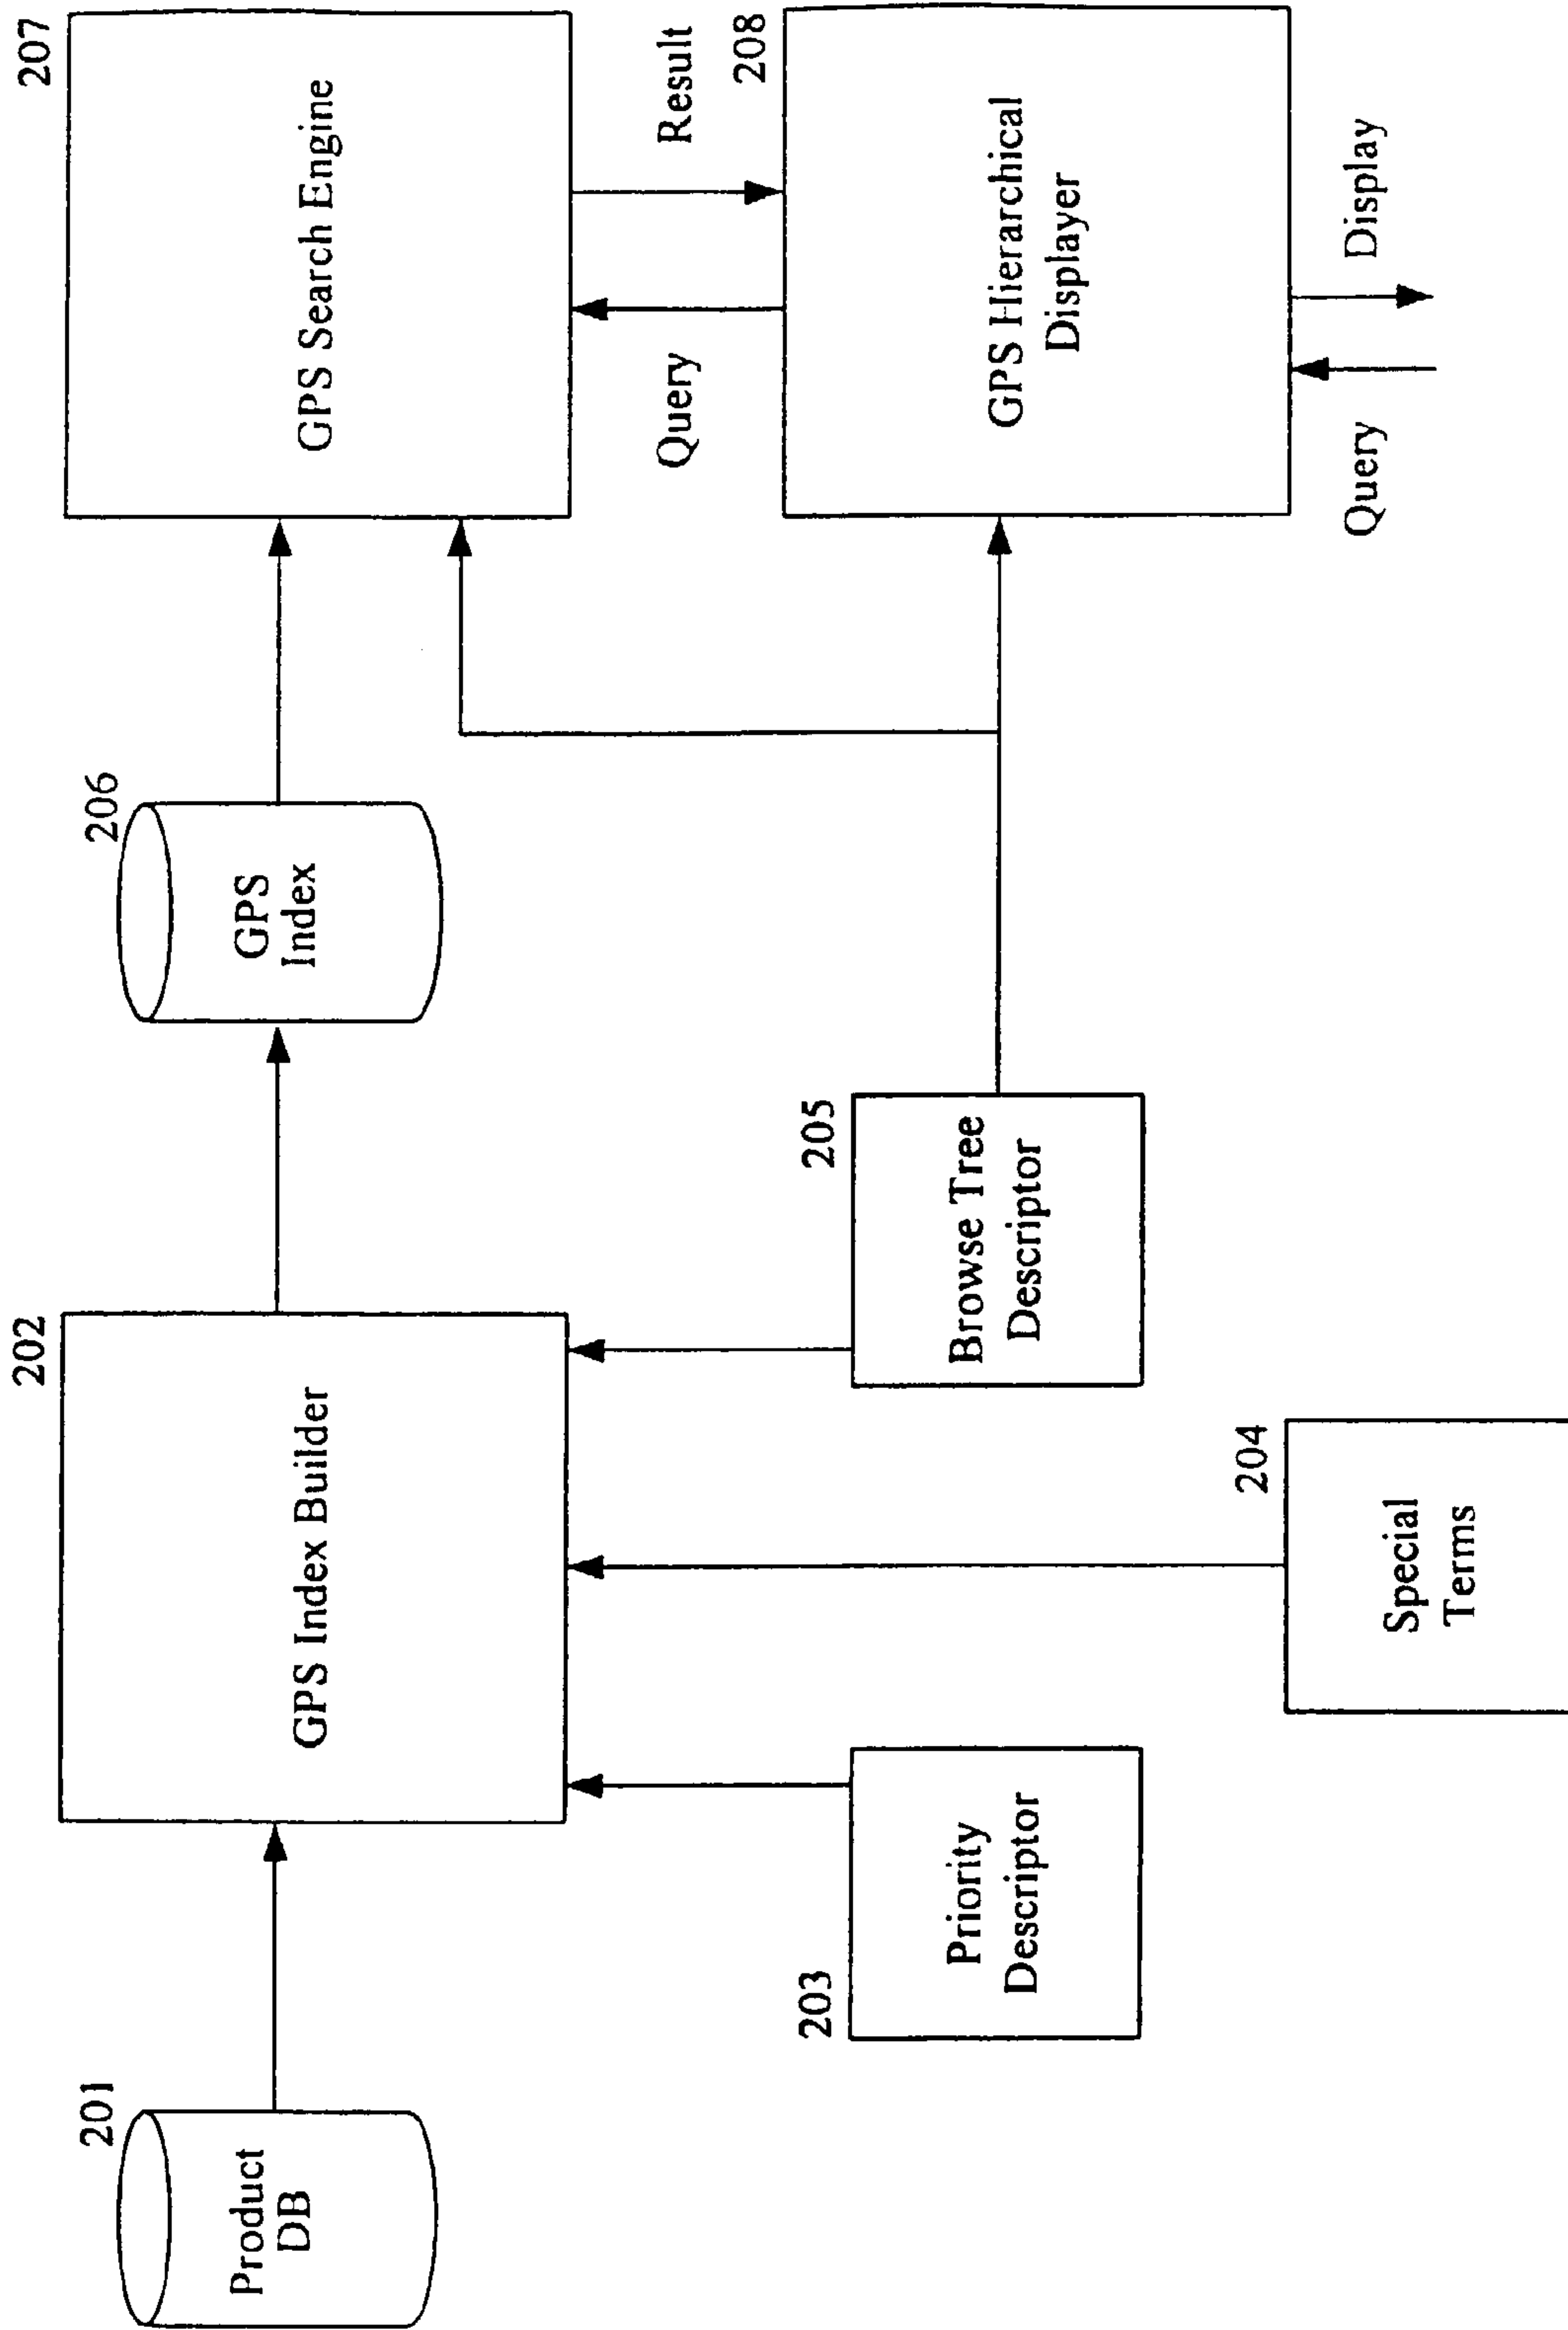 201
Product
DB
202
GPS Index Builder
203
Priority
Descriptor
204
Special
Terms
205
Browse Tree
Descriptor
206
GPS
Index
207
GPS Search Engine
Query
Result
208
GPS Hierarchical
Displayer
Query
Display